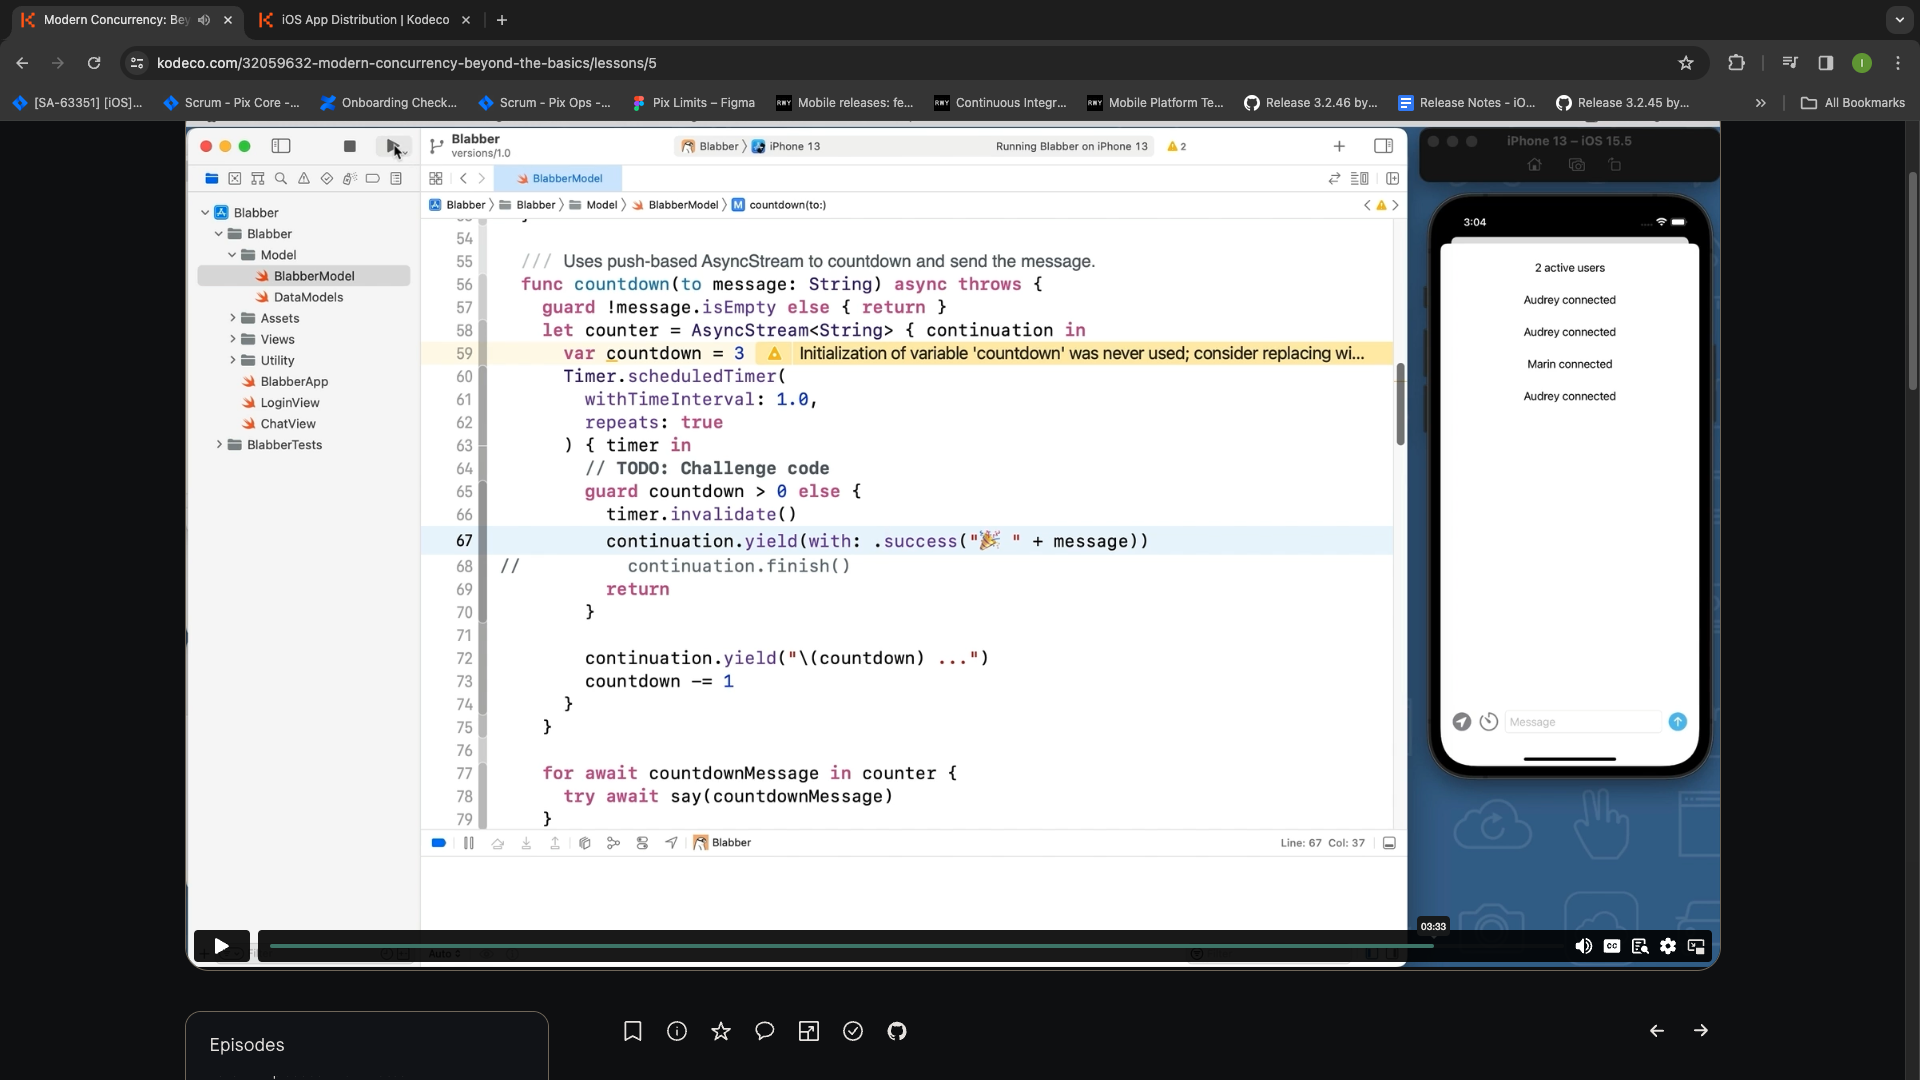 Modern Concurrency: Bey
iOS App Distribution | Kodeco
kodeco.com/32059632-modern-concurrency-beyond-the-basics/lessons/5
[SA-63351] [iOS]...
Scrum - Pix Core -...
Onboarding Check...
Scrum - Pix Ops -...
Pix Limits – Figma
Mobile releases: fe...
Continuous Integr...
Mobile Platform Te...
Release 3.2.46 by...
Release Notes - iO...
Release 3.2.45 by...
All Bookmarks
Blabber
versions/1.0
Blabber
iPhone 13
Running Blabber on iPhone 13
2
iPhone 13 – iOS 15.5
BlabberModel
Blabber
Blabber
Model
BlabberModel
countdown(to:)
Blabber
Blabber
Model
BlabberModel
DataModels
Assets
Views
Utility
BlabberApp
LoginView
ChatView
BlabberTests
54
55 /// Uses push-based AsyncStream to countdown and send the message.
56 func countdown(to message: String) async throws {
57 guard !message.isEmpty else { return }
58 let counter = AsyncStream<String> { continuation in
59 var countdown = 3 Initialization of variable 'countdown' was never used; consider replacing wi...
60 Timer.scheduledTimer(
61 withTimeInterval: 1.0,
62 repeats: true
63 ) { timer in
64 // TODO: Challenge code
65 guard countdown > 0 else {
66 timer.invalidate()
67 continuation.yield(with: .success("🎉 " + message))
68 // continuation.finish()
69 return
70 }
71
72 continuation.yield("\(countdown) ...")
73 countdown -= 1
74 }
75 }
76
77 for await countdownMessage in counter {
78 try await say(countdownMessage)
79 }
Blabber
Line: 67 Col: 37
3:04
2 active users
Audrey connected
Audrey connected
Marin connected
Audrey connected
Message
03:33
CC
Episodes